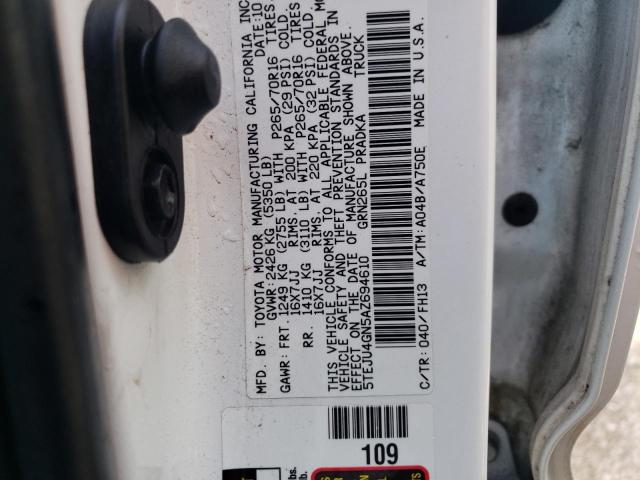 MFD. BY: TOYOTA MOTOR MANUFACTURING CALIFORNIA INC
DATE: 10
GVWR: 2426 KG (5350 LB)
GAWR: FRT. 1249 KG (2755 LB) WITH P265/70R16 TIRES
16X7JJ RIMS. AT 200 KPA (29 PSI) COLD.
RR. 1410 KG (3110 LB) WITH P265/70R16 TIRES
16X7JJ RIMS. AT 220 KPA (32 PSI) COLD
THIS VEHICLE CONFORMS TO ALL APPLICABLE FEDERAL
VEHICLE SAFETY AND THEFT PREVENTION STANDARDS IN
EFFECT ON THE DATE OF MANUFACTURE SHOWN ABOVE.
5TEJU4GN5AZ694610 GRN265L PRADKA TRUCK
C/TR: 040/FH13 A/TM: A04B/A750E MADE IN U.S.A.
109